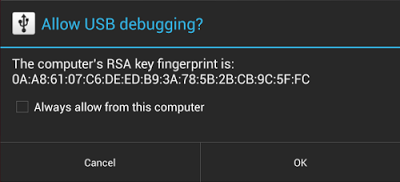 Allow USB debugging?
The computer's RSA key fingerprint is:
0A:A8:61:07:C6:DE:ED:B9:3A:78:5B:2B:CB:9C:5F:FC
Always allow from this computer
Cancel
OK